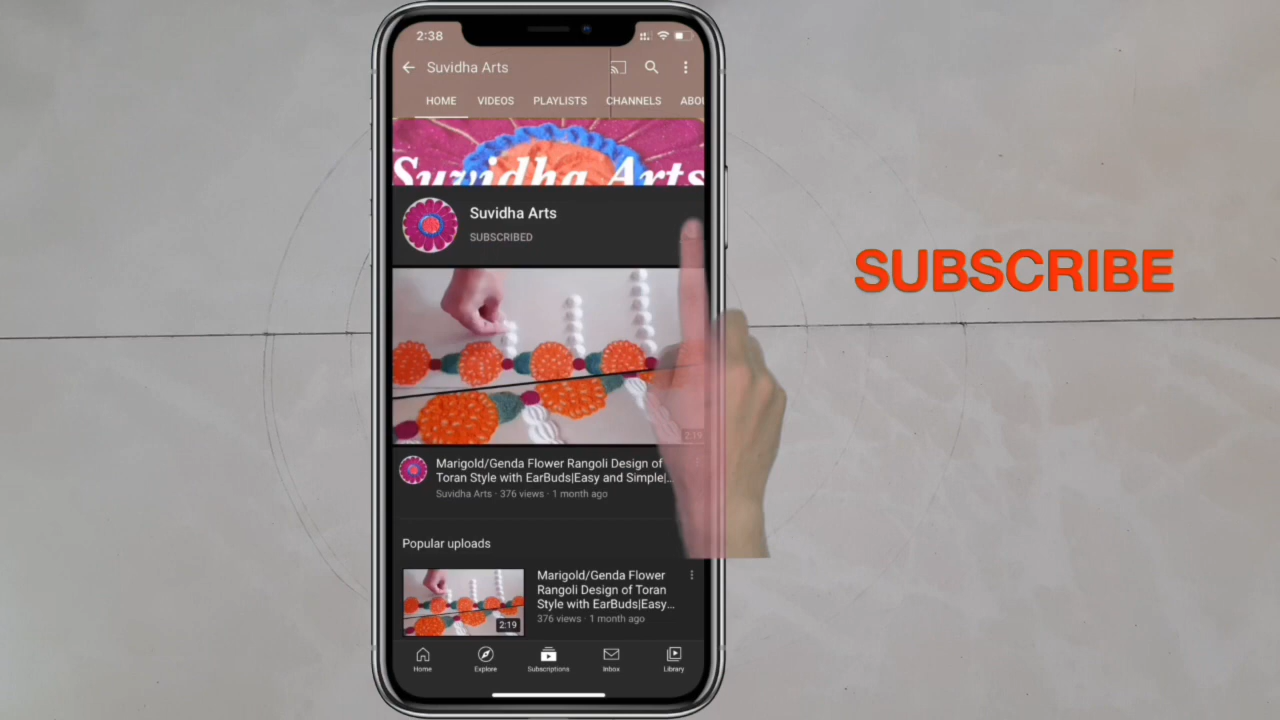 2:38
Suvidha Arts
HOME VIDEOS PLAYLISTS CHANNELS ABOU
Suvidha Arts
Suvidha Arts
SUBSCRIBED
SUBSCRIBE
2:19
Marigold/Genda Flower Rangoli Design of
Toran Style with EarBuds|Easy and Simple|...
Suvidha Arts · 376 views · 1 month ago
Popular uploads
Marigold/Genda Flower
Rangoli Design of Toran
Style with EarBuds|Easy...
376 views · 1 month ago
2:19
Home Explore Subscriptions Inbox Library